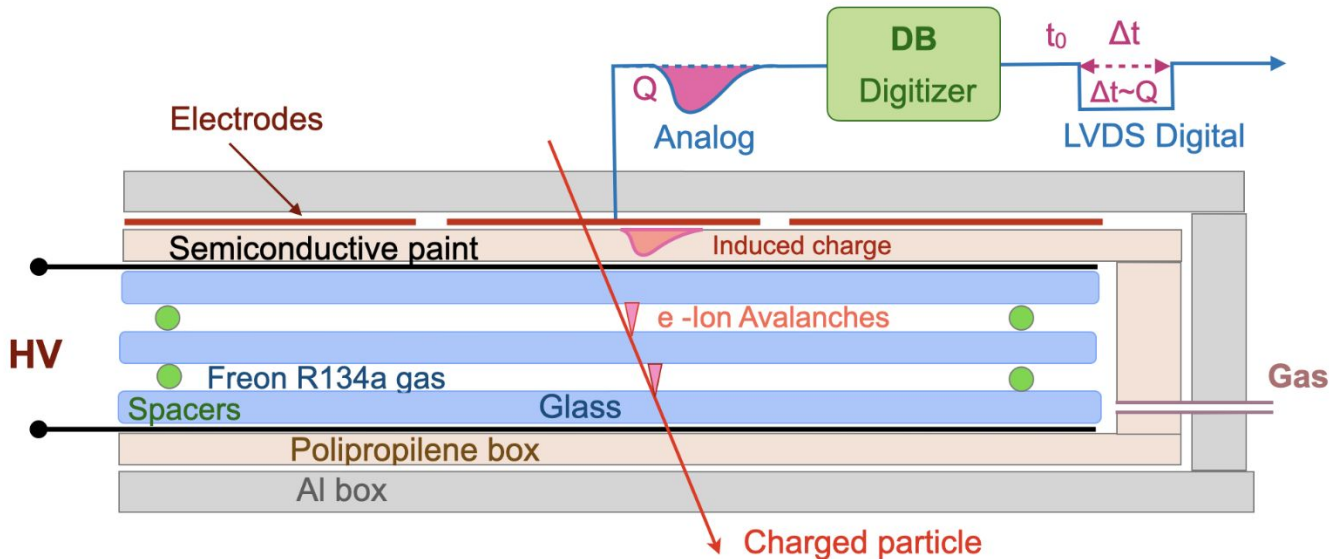 DB
Digitizer
t₀
Δt
Δt~Q
LVDS Digital
Q
Analog
Electrodes
Semiconductive paint
Induced charge
e -Ion Avalanches
HV
Freon R134a gas
Gas
Spacers
Glass
Polipropilene box
Al box
Charged particle